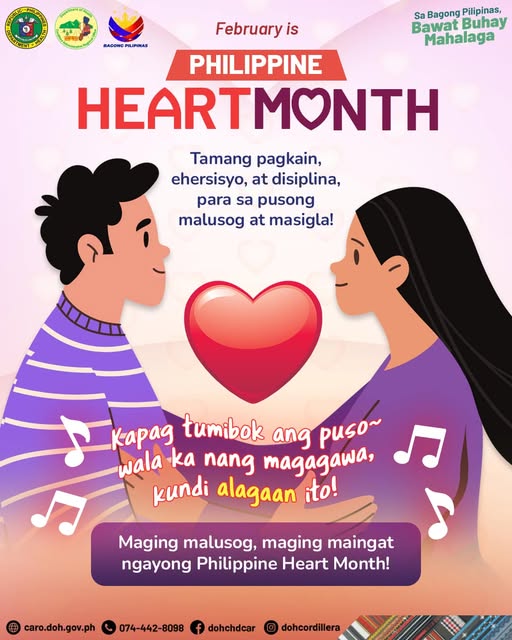 BAGONG PILIPINAS
Sa Bagong Pilipinas,
Bawat Buhay
Mahalaga
February is
PHILIPPINE
HEARTMONTH
Tamang pagkain,
ehersisyo, at disiplina,
para sa pusong
malusog at masigla!
Kapag tumibok ang puso~
wala ka nang magagawa,
kundi alagaan ito!
Maging malusog, maging maingat
ngayong Philippine Heart Month!
caro.doh.gov.ph 074-442-8098 dohchdcar dohcordillera